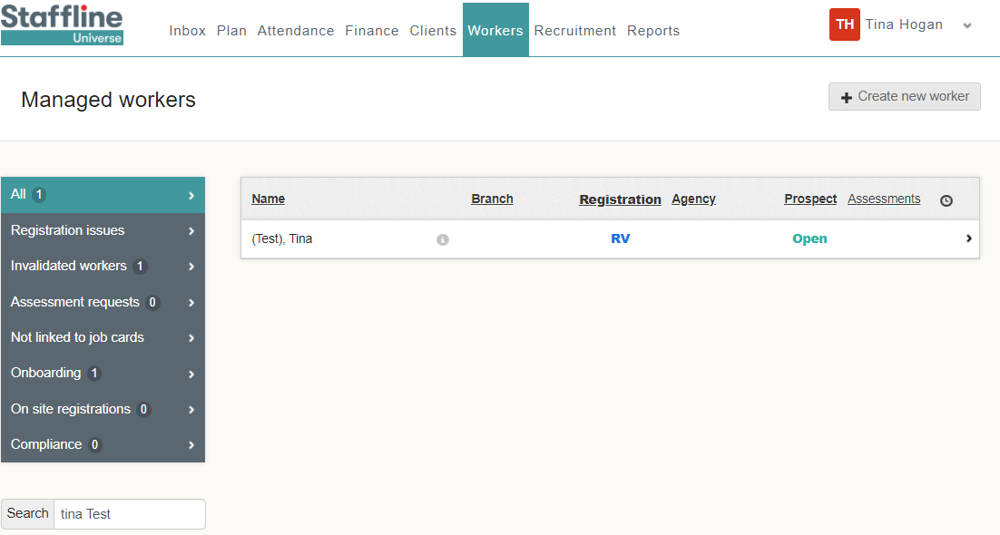 Staffline
Universe
Inbox Plan Attendance Finance Clients Workers Recruitment Reports
TH Tina Hogan
Managed workers
Create new worker
All 1
Registration issues
Invalidated workers 1
Assessment requests 0
Not linked to job cards
Onboarding 1
On site registrations 0
Compliance 0
Search tina Test
Name Branch Registration Agency Prospect Assessments
(Test), Tina RV Open